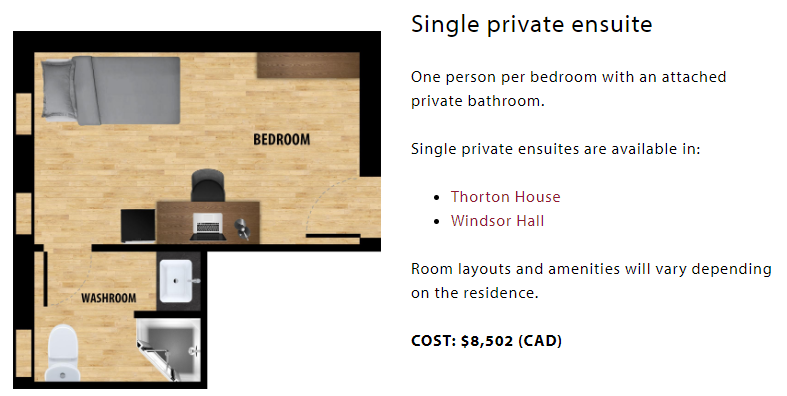 Single private ensuite
One person per bedroom with an attached
private bathroom.
Single private ensuites are available in:
Thorton House
Windsor Hall
Room layouts and amenities will vary depending
on the residence.
COST: $8,502 (CAD)
BEDROOM
WASHROOM